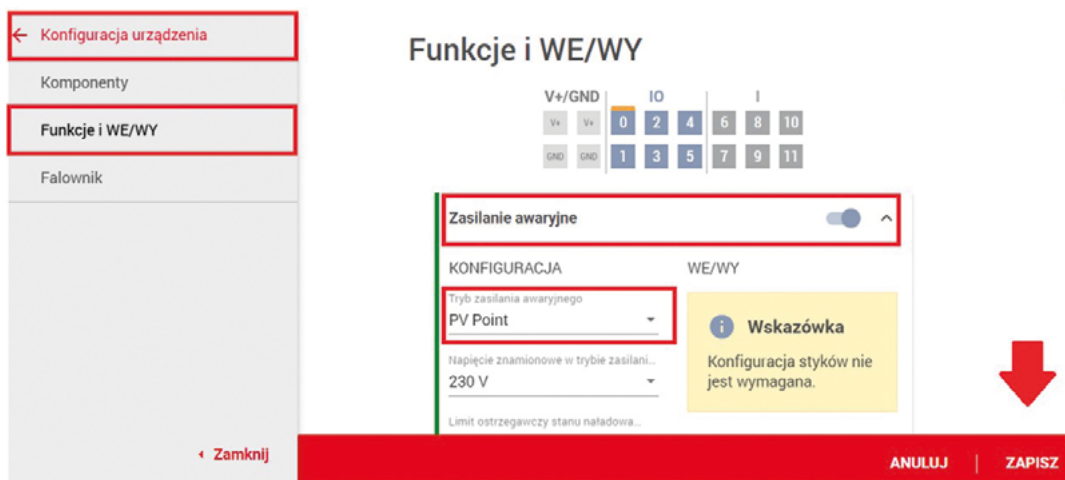 Konfiguracja urządzenia
Komponenty
Funkcje i WE/WY
Falownik
Zamknij
Funkcje i WE/WY
V+/GND IO I
V+ V+ 0 2 4 6 8 10
GND GND 1 3 5 7 9 11
Zasilanie awaryjne
KONFIGURACJA WE/WY
Tryb zasilania awaryjnego
PV Point
Wskazówka
Konfiguracja styków nie
jest wymagana.
Napięcie znamionowe w trybie zasilani...
230 V
Limit ostrzegawczy stanu naładowa...
ANULUJ | ZAPISZ